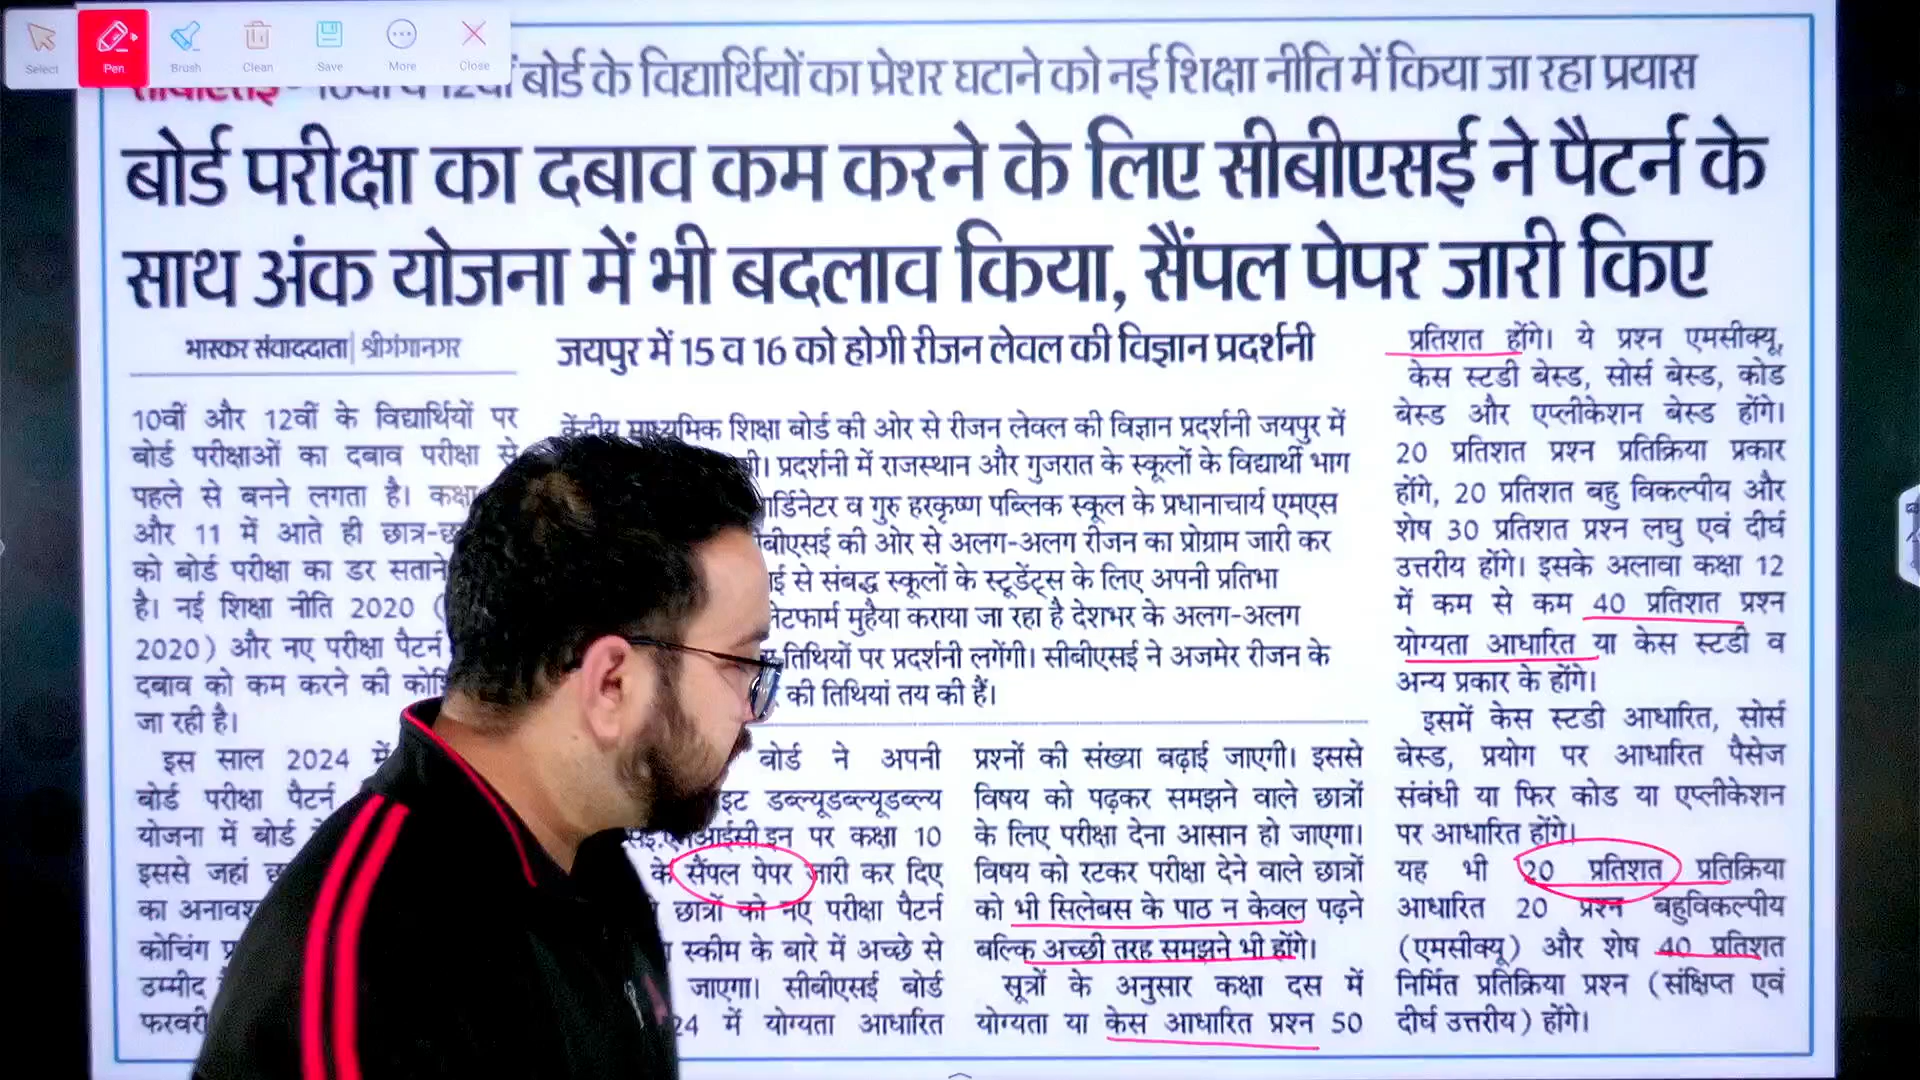 Select Pen Brush Clean Save More Close
सीबीएसई - 10वीं व 12वीं बोर्ड के विद्यार्थियों का प्रेशर घटाने को नई शिक्षा नीति में किया जा रहा प्रयास
बोर्ड परीक्षा का दबाव कम करने के लिए सीबीएसई ने पैटर्न के
साथ अंक योजना में भी बदलाव किया, सैंपल पेपर जारी किए
भास्कर संवाददाता | श्रीगंगानगर
10वीं और 12वीं के विद्यार्थियों पर
बोर्ड परीक्षाओं का दबाव परीक्षा से
पहले से बनने लगता है। कक्षा
और 11 में आते ही
को बोर्ड परीक्षा का डर सताने
है। नई शिक्षा नीति 2020 (
2020) और नए परीक्षा पैटर्न
दबाव को कम करने की
जा रही है।
इस साल 2024 में
बोर्ड परीक्षा पैटर्न
योजना में बोर्ड
इससे जहां
का
कोचिंग
उम्मीद
फरवरी
जयपुर में 15 व 16 को होगी रीजन लेवल की विज्ञान प्रदर्शनी
केंद्रीय माध्यमिक शिक्षा बोर्ड की ओर से रीजन लेवल की विज्ञान प्रदर्शनी जयपुर में
प्रदर्शनी में राजस्थान और गुजरात के स्कूलों के विद्यार्थी भाग
व गुरु हरकृष्ण पब्लिक स्कूल के प्रधानाचार्य एमएस
की ओर से अलग-अलग रीजन का प्रोग्राम जारी कर
से संबद्ध स्कूलों के स्टूडेंट्स के लिए अपनी प्रतिभा
मुहैया कराया जा रहा है देशभर के अलग-अलग
तिथियों पर प्रदर्शनी लगेंगी। सीबीएसई ने अजमेर रीजन के
की तिथियां तय की हैं।
बोर्ड ने अपनी
डब्ल्यूडब्ल्यूडब्ल्य
पर कक्षा 10
के सैंपल पेपर जारी कर दिए
छात्रों को नए परीक्षा पैटर्न
स्कीम के बारे में अच्छे से
जाएगा। सीबीएसई बोर्ड
24 में योग्यता आधारित
प्रश्नों की संख्या बढ़ाई जाएगी। इससे
विषय को पढ़कर समझने वाले छात्रों
के लिए परीक्षा देना आसान हो जाएगा।
विषय को रटकर परीक्षा देने वाले छात्रों
को भी सिलेबस के पाठ न केवल पढ़ने
बल्कि अच्छी तरह समझने भी होंगे।
सूत्रों के अनुसार कक्षा दस में
योग्यता या केस आधारित प्रश्न 50
प्रतिशत होंगे। ये प्रश्न एमसीक्यू,
केस स्टडी बेस्ड, सोर्स बेस्ड, कोड
बेस्ड और एप्लीकेशन बेस्ड होंगे।
20 प्रतिशत प्रश्न प्रतिक्रिया प्रकार
होंगे, 20 प्रतिशत बहु विकल्पीय और
शेष 30 प्रतिशत प्रश्न लघु एवं दीर्घ
उत्तरीय होंगे। इसके अलावा कक्षा 12
में कम से कम 40 प्रतिशत प्रश्न
योग्यता आधारित या केस स्टडी व
अन्य प्रकार के होंगे।
इसमें केस स्टडी आधारित, सोर्स
बेस्ड, प्रयोग पर आधारित पैसेज
संबंधी या फिर कोड या एप्लीकेशन
पर आधारित होंगे।
यह भी 20 प्रतिशत प्रतिक्रिया
आधारित 20 प्रश्न बहुविकल्पीय
(एमसीक्यू) और शेष 40 प्रतिशत
निर्मित प्रतिक्रिया प्रश्न (संक्षिप्त एवं
दीर्घ उत्तरीय) होंगे।